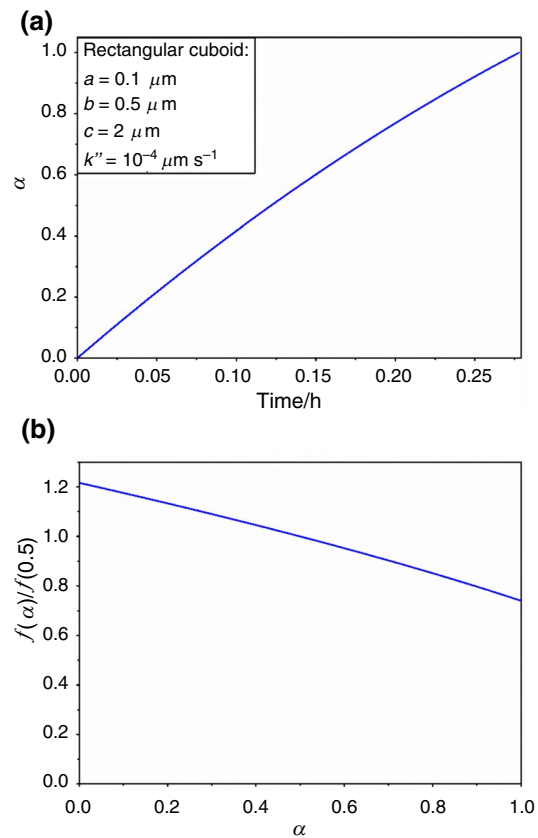 (a)
1.0
0.8
0.6
0.4
0.2
0.0
α
Rectangular cuboid:
a = 0.1 μm
b = 0.5 μm
c = 2 μm
k″ = 10⁻⁴ μm s⁻¹
0.00 0.05 0.10 0.15 0.20 0.25
Time/h
(b)
1.2
1.0
0.8
0.6
0.4
0.2
0.0
f(α)/f(0.5)
0.0 0.2 0.4 0.6 0.8 1.0
α